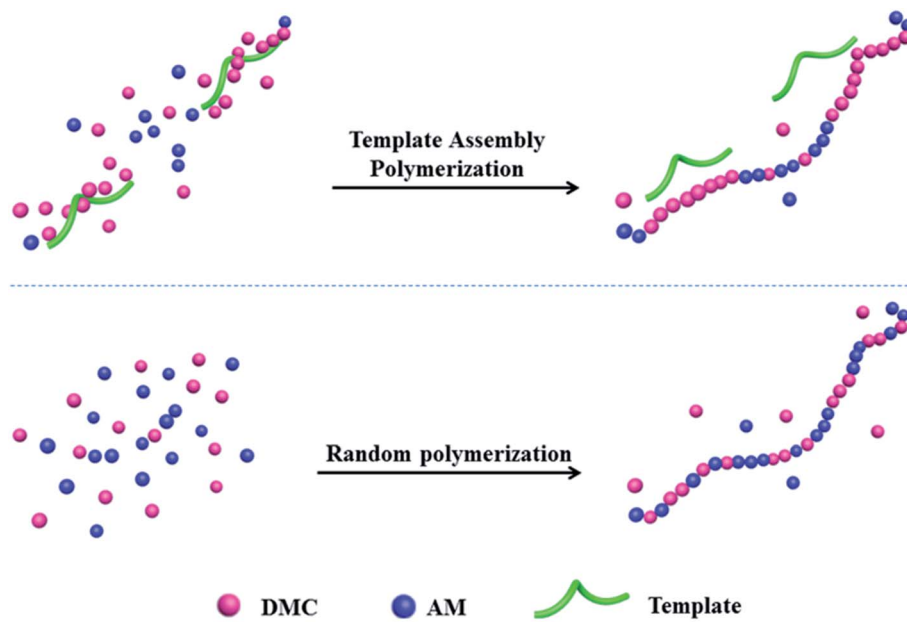 Template Assembly
Polymerization
Random polymerization
DMC
AM
Template